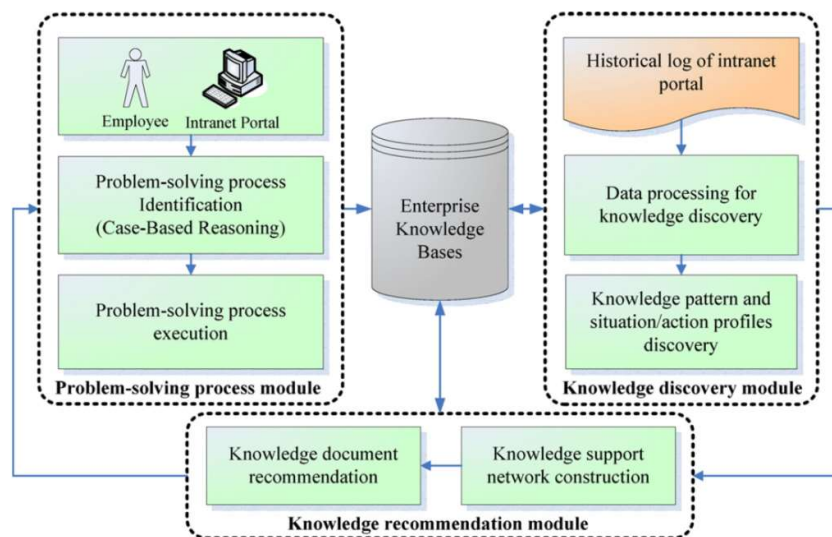 Employee
Intranet Portal
Problem-solving process
Identification
(Case-Based Reasoning)
Problem-solving process
execution
Problem-solving process module
Enterprise
Knowledge
Bases
Historical log of intranet
portal
Data processing for
knowledge discovery
Knowledge pattern and
situation/action profiles
discovery
Knowledge discovery module
Knowledge document
recommendation
Knowledge support
network construction
Knowledge recommendation module